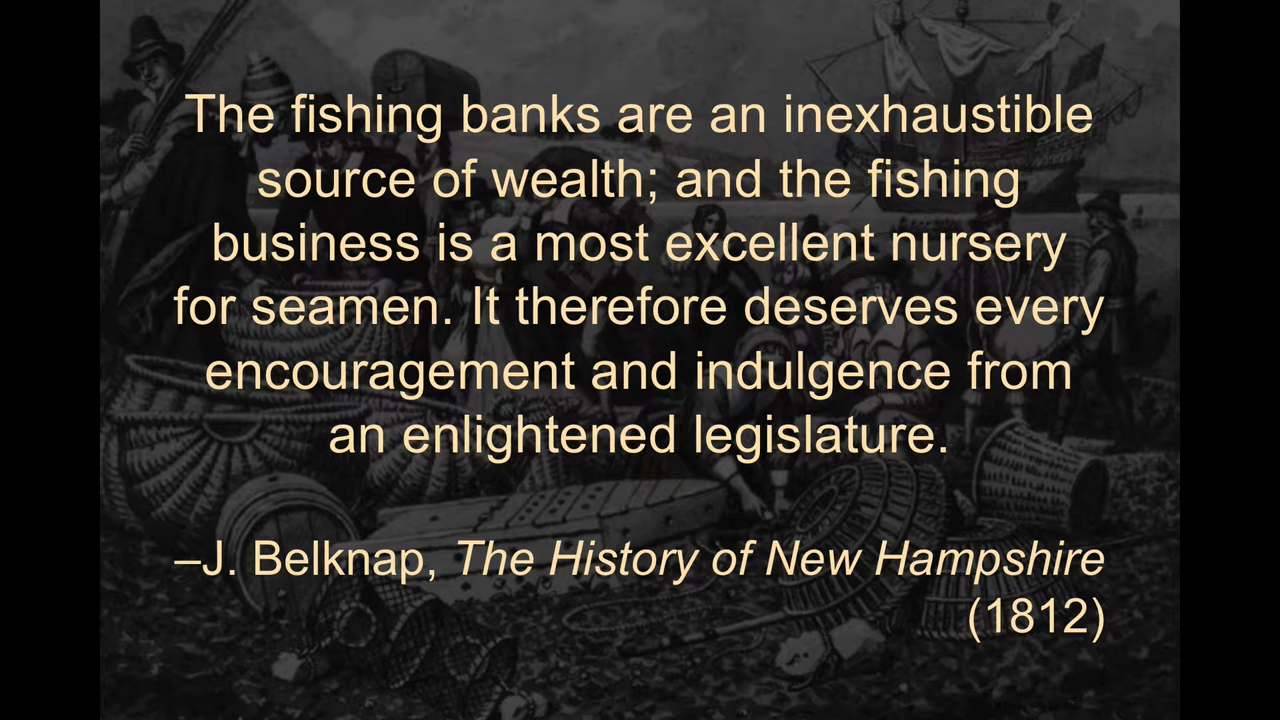 The fishing banks are an inexhaustible
source of wealth; and the fishing
business is a most excellent nursery
for seamen. It therefore deserves every
encouragement and indulgence from
an enlightened legislature.
–J. Belknap, The History of New Hampshire
(1812)